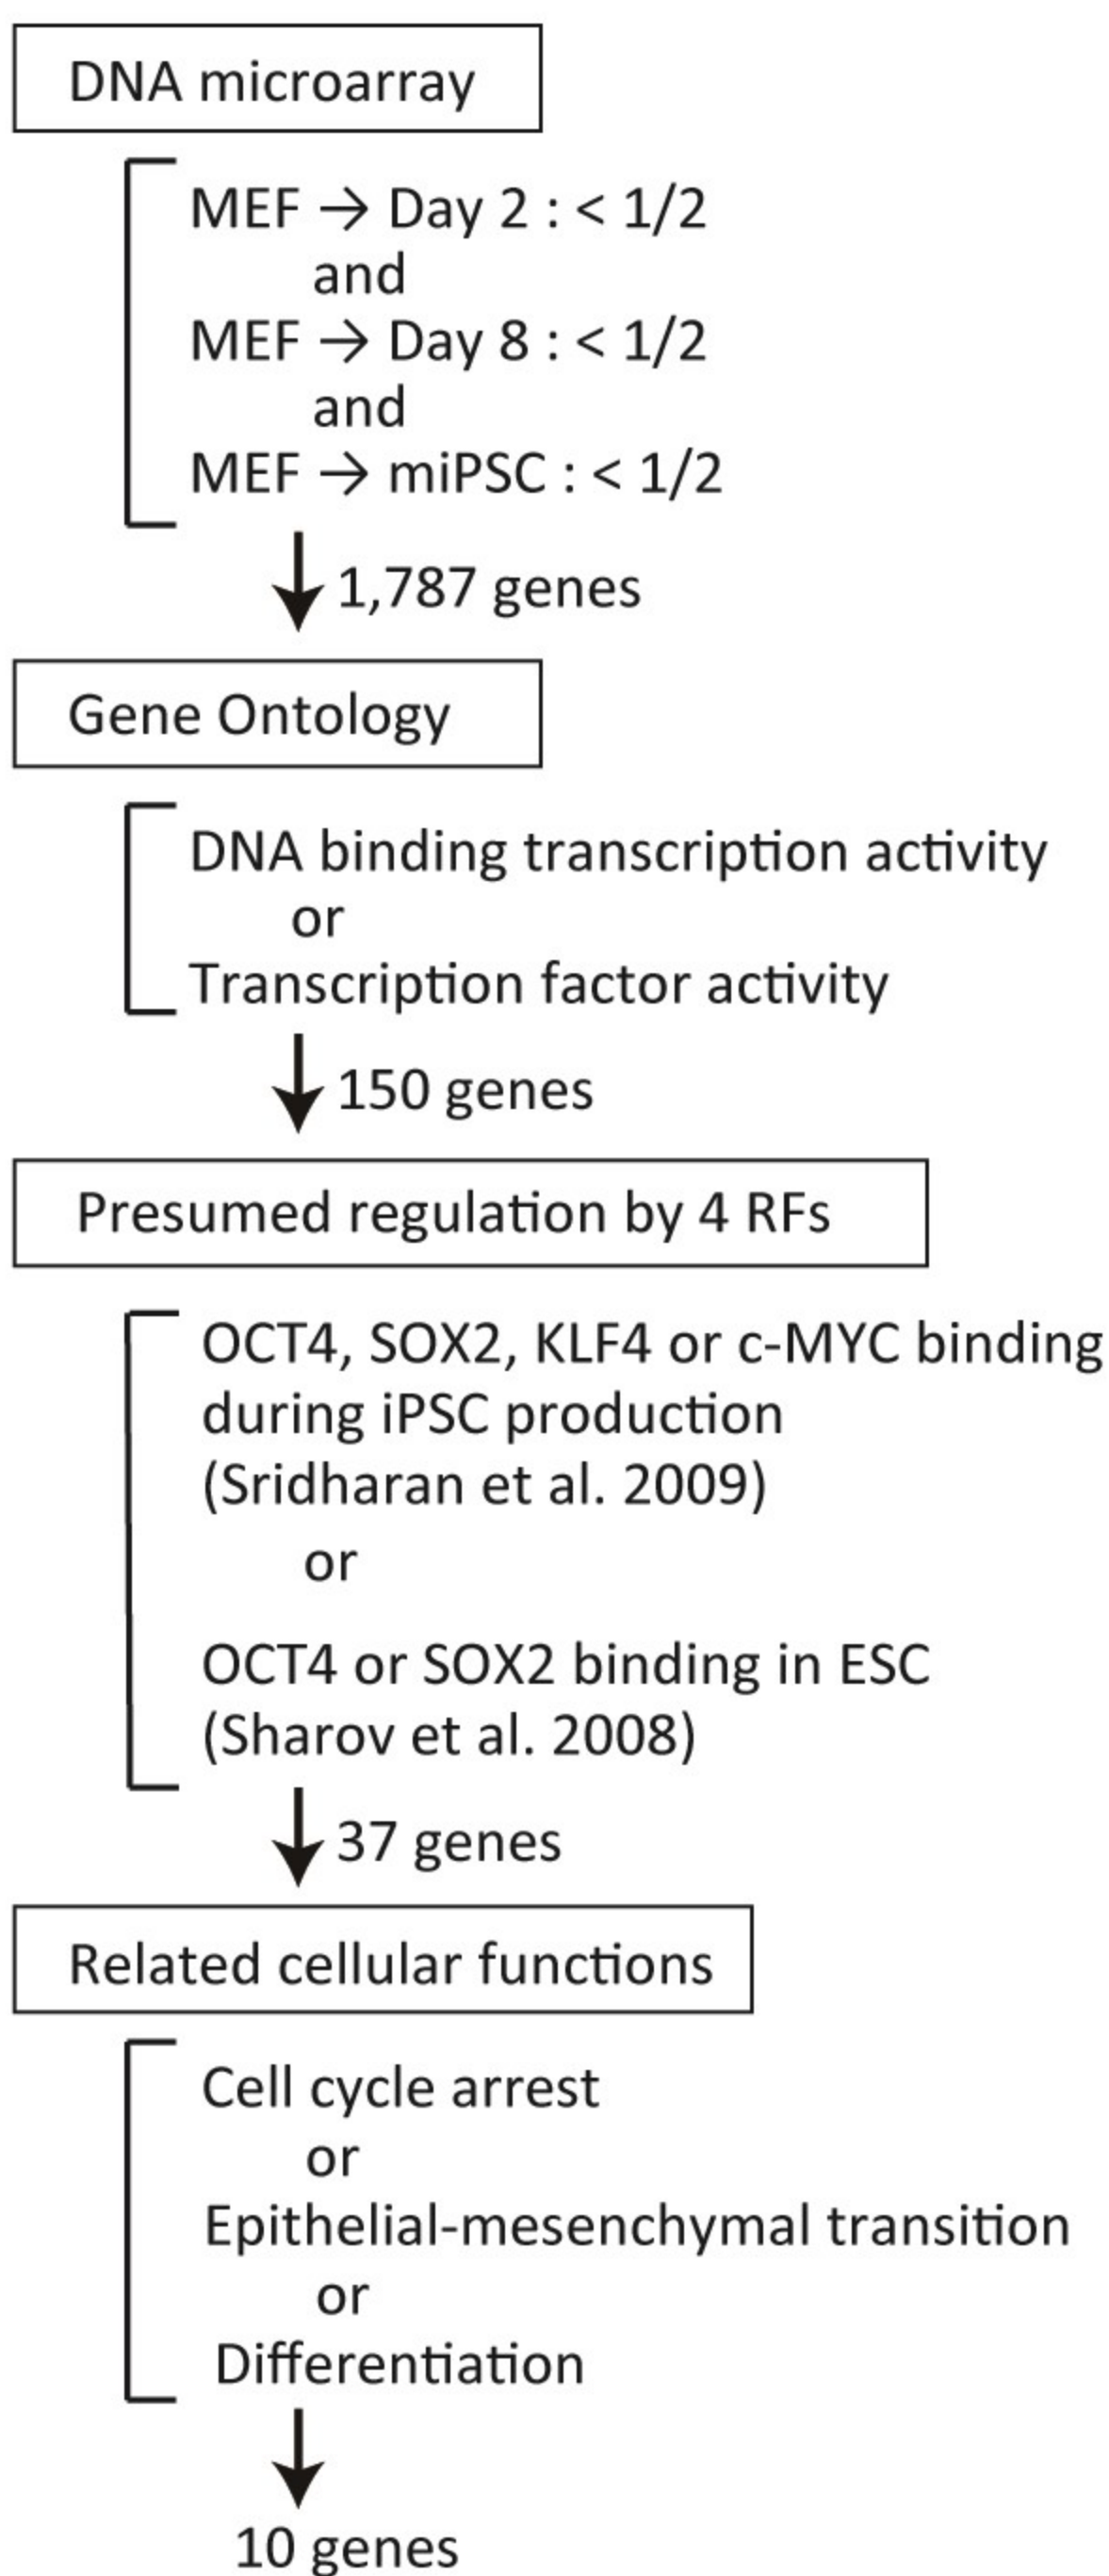 DNA microarray
MEF → Day 2 : < 1/2
and
MEF → Day 8 : < 1/2
and
MEF → miPSC : < 1/2
1,787 genes
Gene Ontology
DNA binding transcription activity
or
Transcription factor activity
150 genes
Presumed regulation by 4 RFs
OCT4, SOX2, KLF4 or c-MYC binding
during iPSC production
(Sridharan et al. 2009)
or
OCT4 or SOX2 binding in ESC
(Sharov et al. 2008)
37 genes
Related cellular functions
Cell cycle arrest
or
Epithelial-mesenchymal transition
or
Differentiation
10 genes